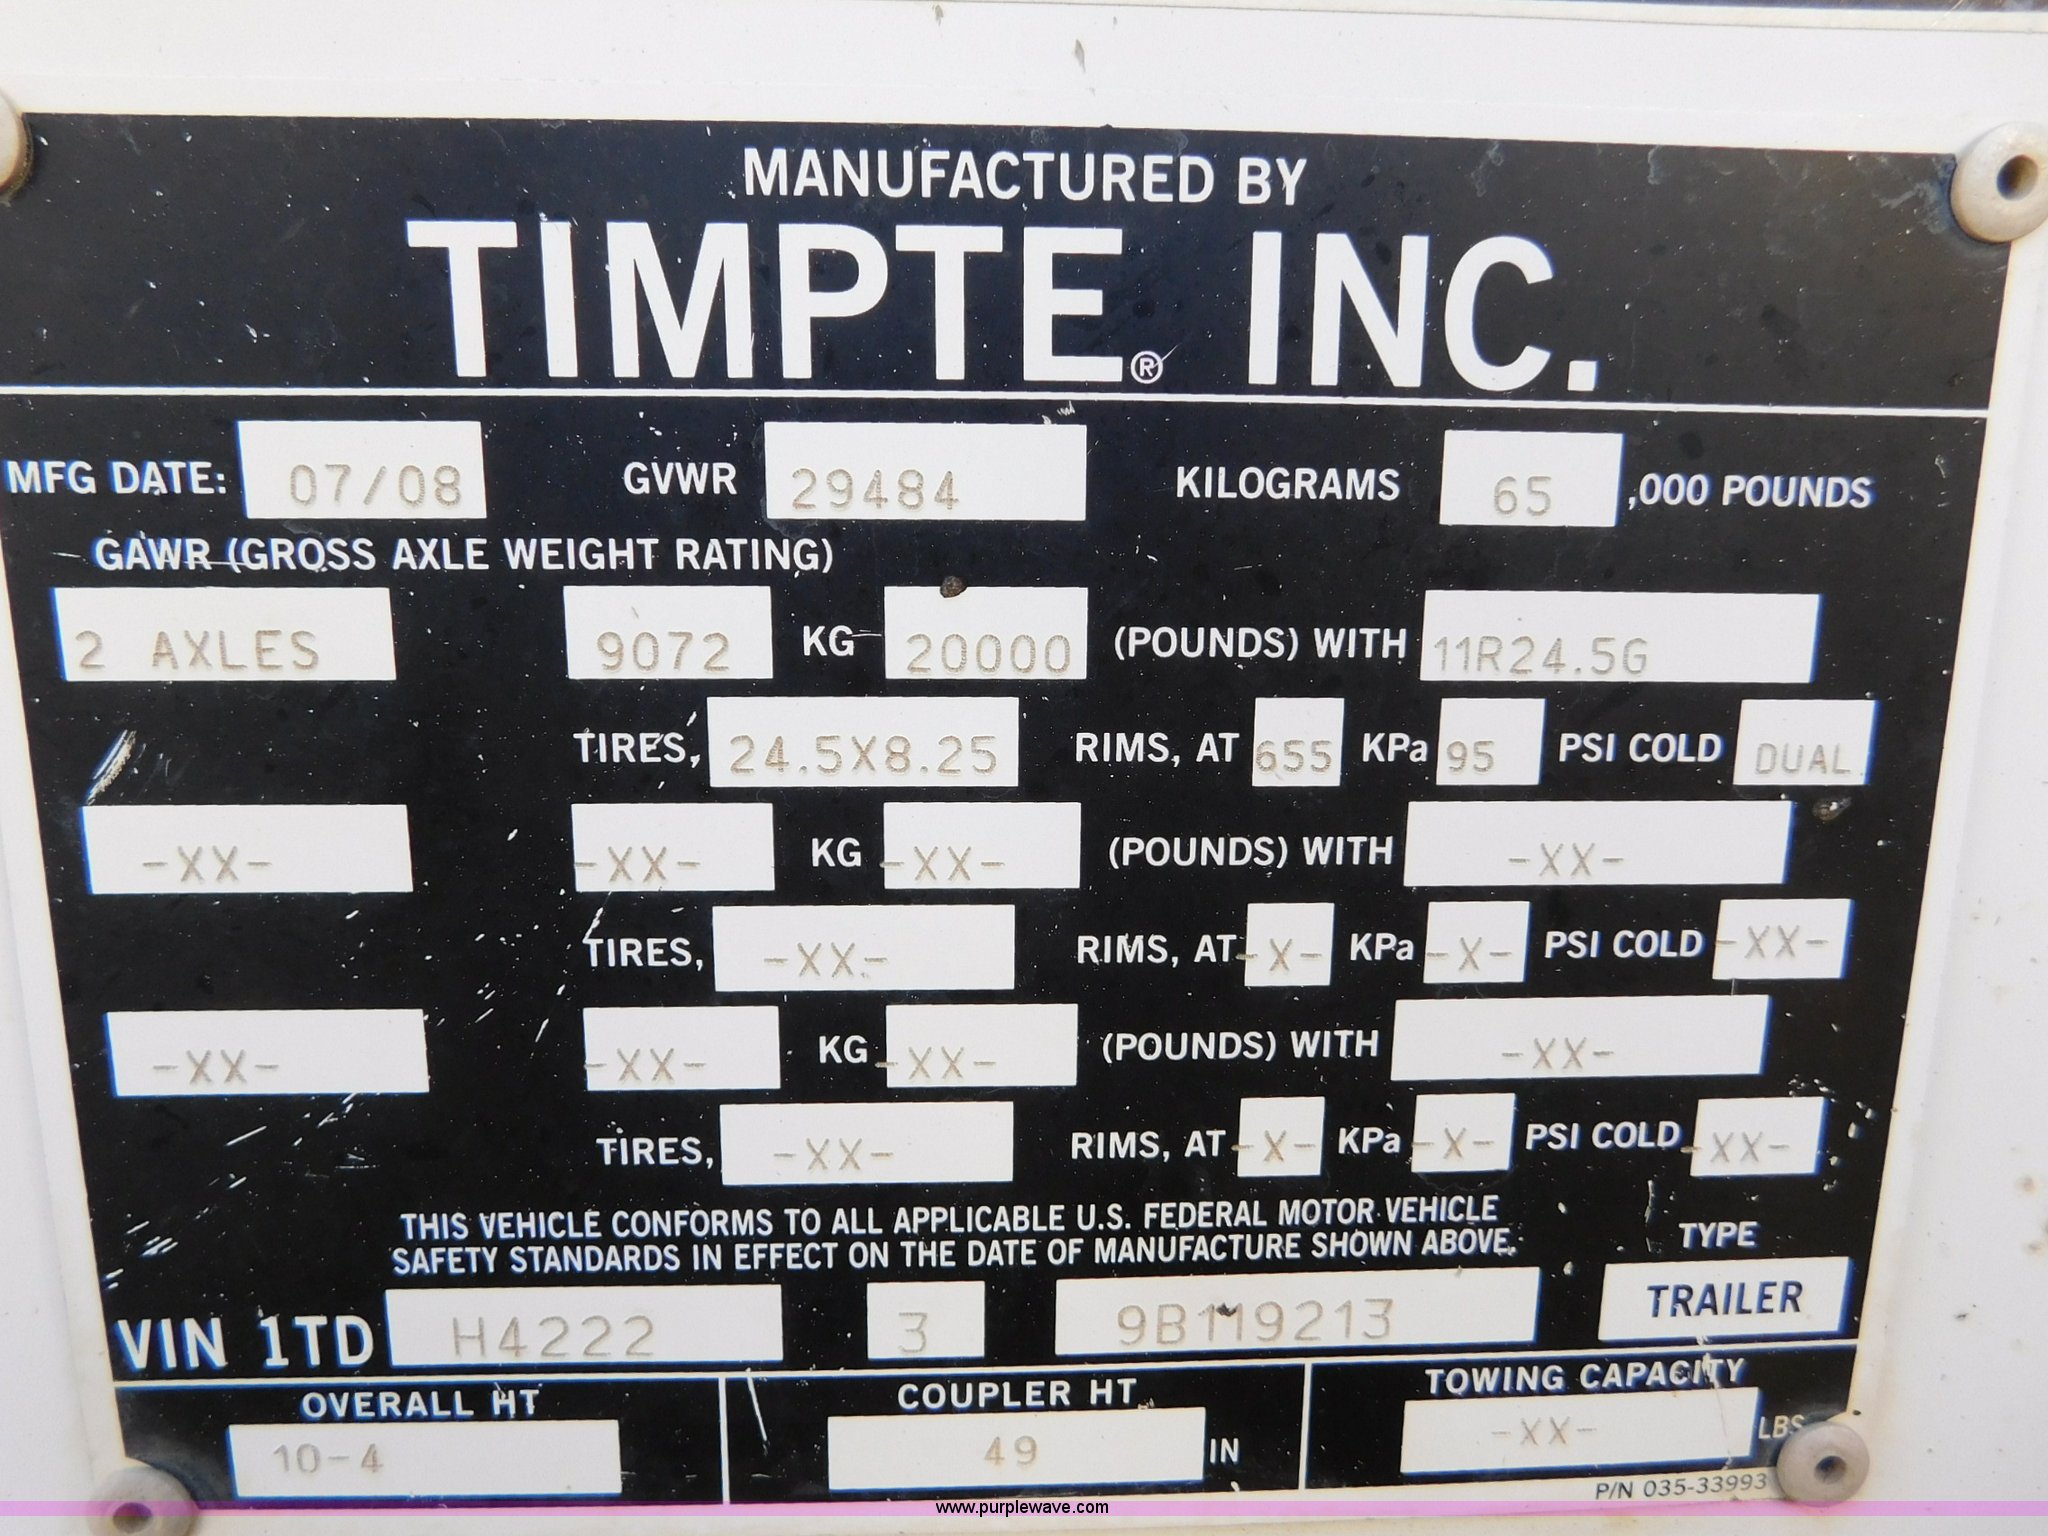 MANUFACTURED BY
TIMPTE® INC.
MFG DATE: 07/08 GVWR 29484 KILOGRAMS 65 ,000 POUNDS
GAWR (GROSS AXLE WEIGHT RATING)
2 AXLES 9072 KG 20000 (POUNDS) WITH 11R24.5G
TIRES, 24.5X8.25 RIMS, AT 655 KPa 95 PSI COLD DUAL
-XX- -XX- KG -XX- (POUNDS) WITH -XX-
TIRES, -XX- RIMS, AT -X- KPa -X- PSI COLD -XX-
-XX- -XX- KG -XX- (POUNDS) WITH -XX-
TIRES, -XX- RIMS, AT -X- KPa -X- PSI COLD -XX-
THIS VEHICLE CONFORMS TO ALL APPLICABLE U.S. FEDERAL MOTOR VEHICLE
SAFETY STANDARDS IN EFFECT ON THE DATE OF MANUFACTURE SHOWN ABOVE.
TYPE
VIN 1TD H4222 3 9B119213 TRAILER
OVERALL HT COUPLER HT TOWING CAPACITY
10-4 49 IN -XX- LBS
P/N 035-33993
www.purplewave.com